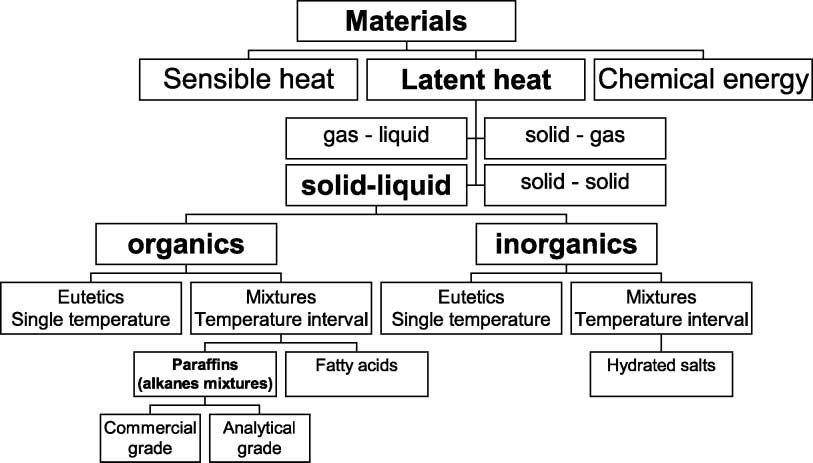 Materials
Sensible heat
Latent heat
Chemical energy
gas - liquid
solid - gas
solid-liquid
solid - solid
organics
inorganics
Eutetics
Single temperature
Mixtures
Temperature interval
Eutetics
Single temperature
Mixtures
Temperature interval
Paraffins
(alkanes mixtures)
Fatty acids
Hydrated salts
Commercial
grade
Analytical
grade